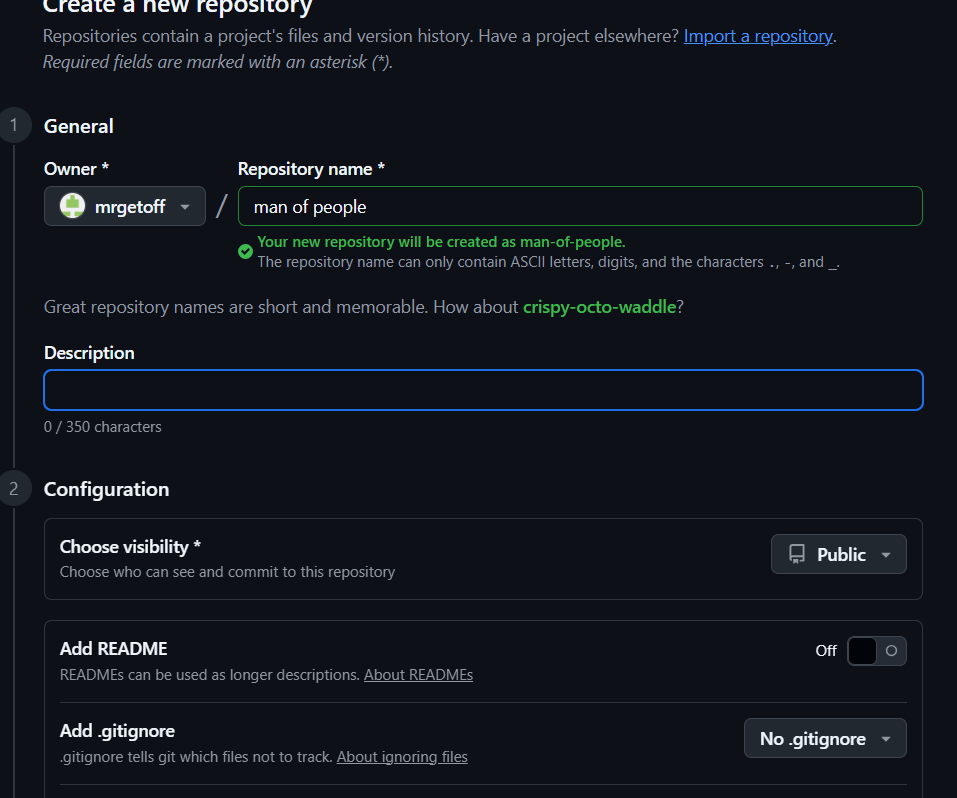 Create a new repository
Repositories contain a project's files and version history. Have a project elsewhere? Import a repository.
Required fields are marked with an asterisk (*).
1
General
Owner *
Repository name *
mrgetoff
/
man of people
Your new repository will be created as man-of-people.
The repository name can only contain ASCII letters, digits, and the characters ., -, and _.
Great repository names are short and memorable. How about crispy-octo-waddle?
Description
0 / 350 characters
2
Configuration
Choose visibility *
Public
Choose who can see and commit to this repository
Add README
Off
READMEs can be used as longer descriptions. About READMEs
Add .gitignore
No .gitignore
.gitignore tells git which files not to track. About ignoring files